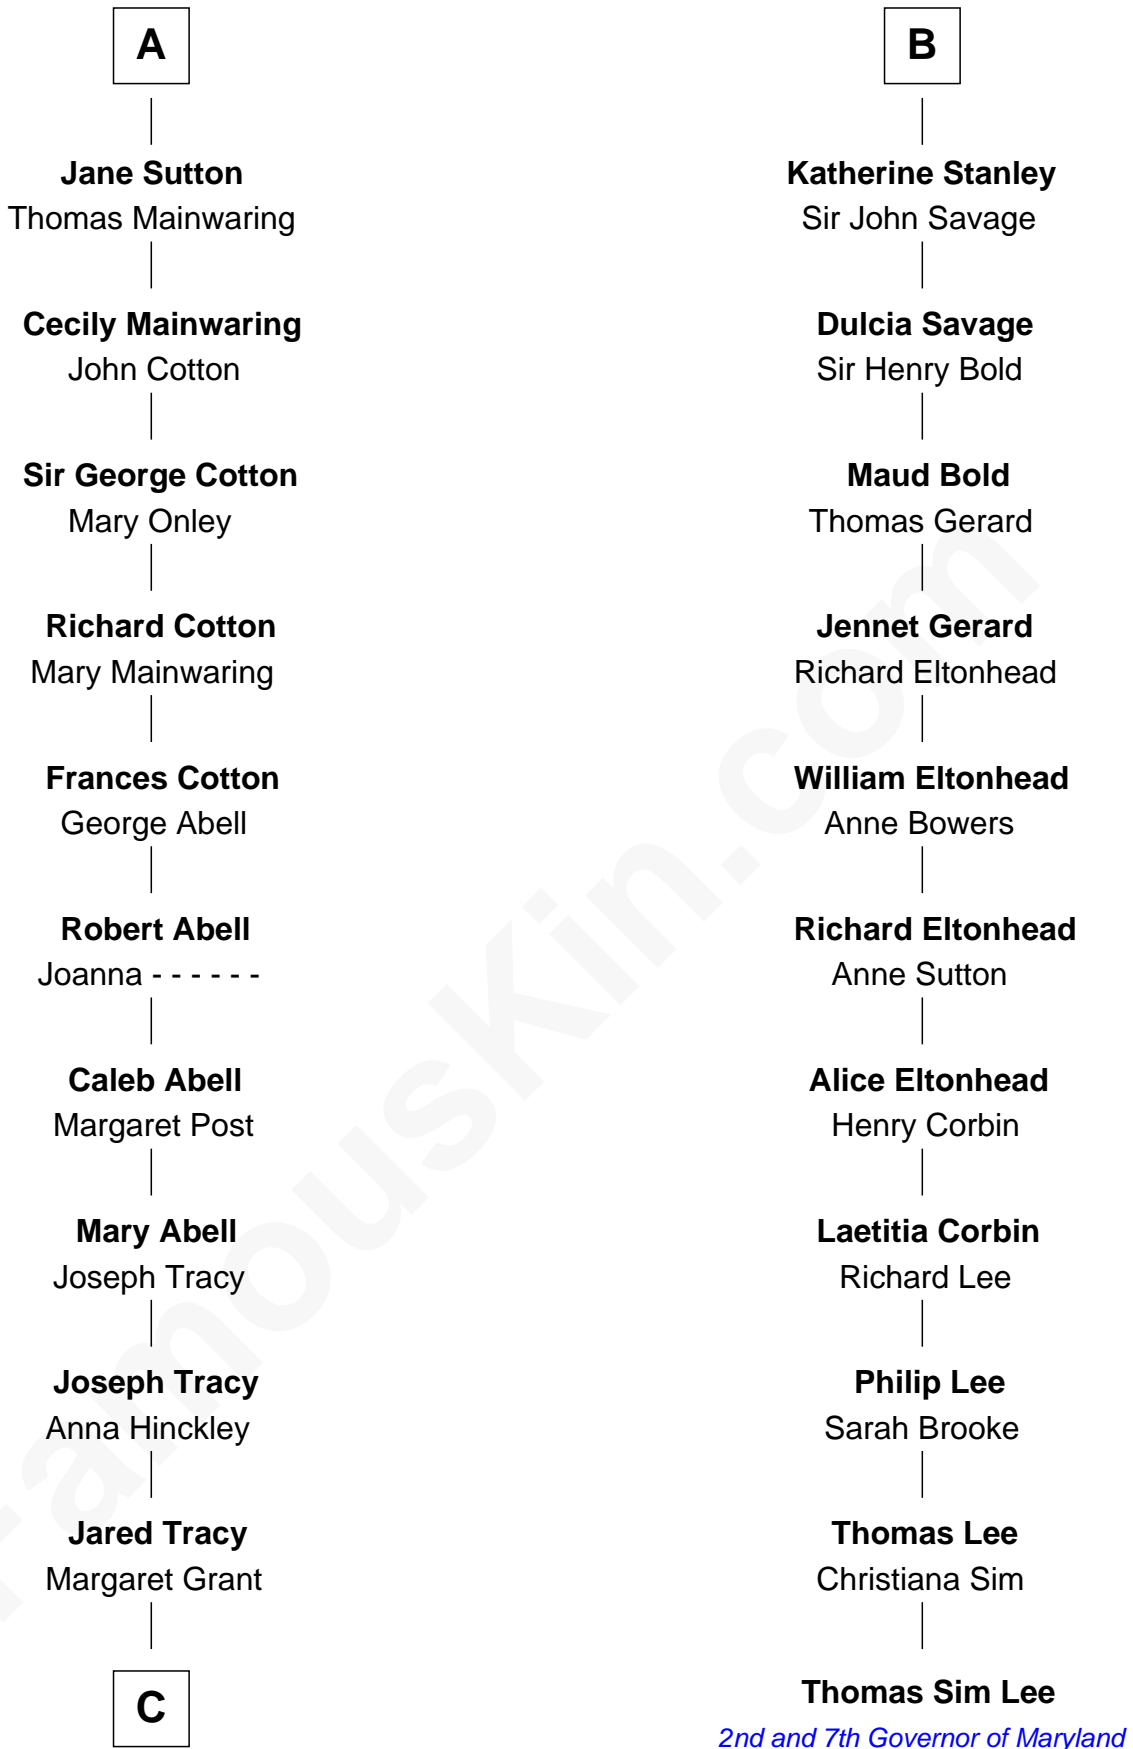 A
Jane Sutton
Thomas Mainwaring
Cecily Mainwaring
John Cotton
Sir George Cotton
Mary Onley
Richard Cotton
Mary Mainwaring
Frances Cotton
George Abell
Robert Abell
Joanna - - - - - -
Caleb Abell
Margaret Post
Mary Abell
Joseph Tracy
Joseph Tracy
Anna Hinckley
Jared Tracy
Margaret Grant
C
B
Katherine Stanley
Sir John Savage
Dulcia Savage
Sir Henry Bold
Maud Bold
Thomas Gerard
Jennet Gerard
Richard Eltonhead
William Eltonhead
Anne Bowers
Richard Eltonhead
Anne Sutton
Alice Eltonhead
Henry Corbin
Laetitia Corbin
Richard Lee
Philip Lee
Sarah Brooke
Thomas Lee
Christiana Sim
Thomas Sim Lee
2nd and 7th Governor of Maryland
FamousKin.com